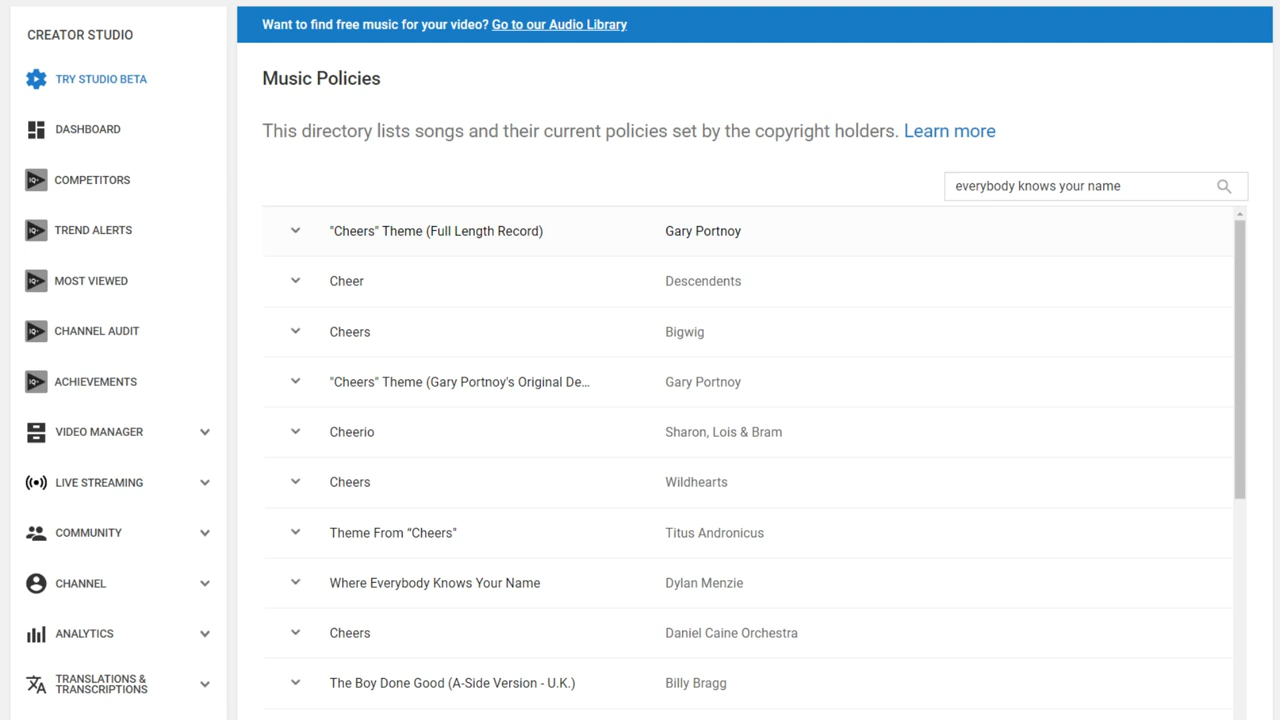 CREATOR STUDIO
TRY STUDIO BETA
DASHBOARD
IQ+ COMPETITORS
IQ+ TREND ALERTS
IQ+ MOST VIEWED
IQ+ CHANNEL AUDIT
IQ+ ACHIEVEMENTS
VIDEO MANAGER
LIVE STREAMING
COMMUNITY
CHANNEL
ANALYTICS
TRANSLATIONS &
TRANSCRIPTIONS
Want to find free music for your video? Go to our Audio Library
Music Policies
This directory lists songs and their current policies set by the copyright holders. Learn more
everybody knows your name
"Cheers" Theme (Full Length Record) Gary Portnoy
Cheer Descendents
Cheers Bigwig
"Cheers" Theme (Gary Portnoy's Original De... Gary Portnoy
Cheerio Sharon, Lois & Bram
Cheers Wildhearts
Theme From “Cheers" Titus Andronicus
Where Everybody Knows Your Name Dylan Menzie
Cheers Daniel Caine Orchestra
The Boy Done Good (A-Side Version - U.K.) Billy Bragg